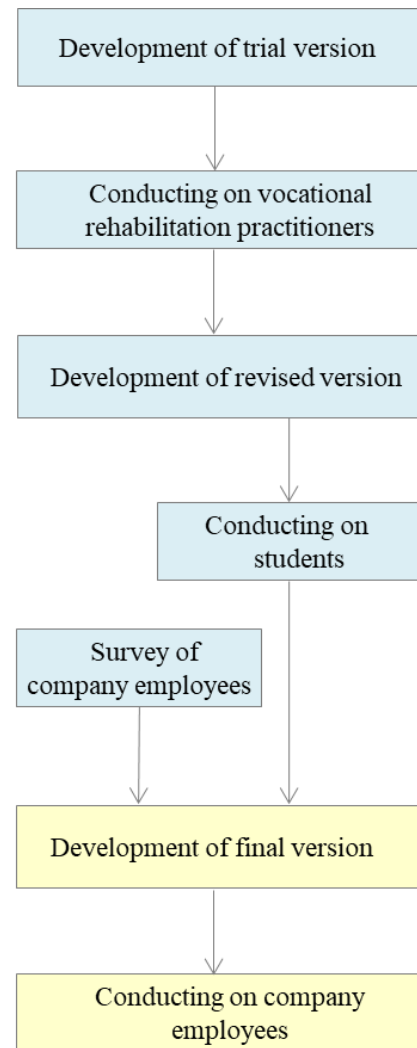 Development of trial version
Conducting on vocational
rehabilitation practitioners
Development of revised version
Conducting on
students
Survey of
company employees
Development of final version
Conducting on company
employees